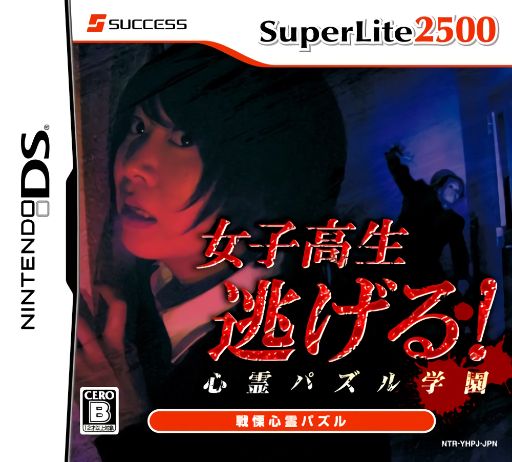 SUCCESS
SuperLite2500
NINTENDO DS
女子高生
逃げる!
心霊パズル学園
戦慄心霊パズル
CERO
B
NTR-YHPJ-JPN